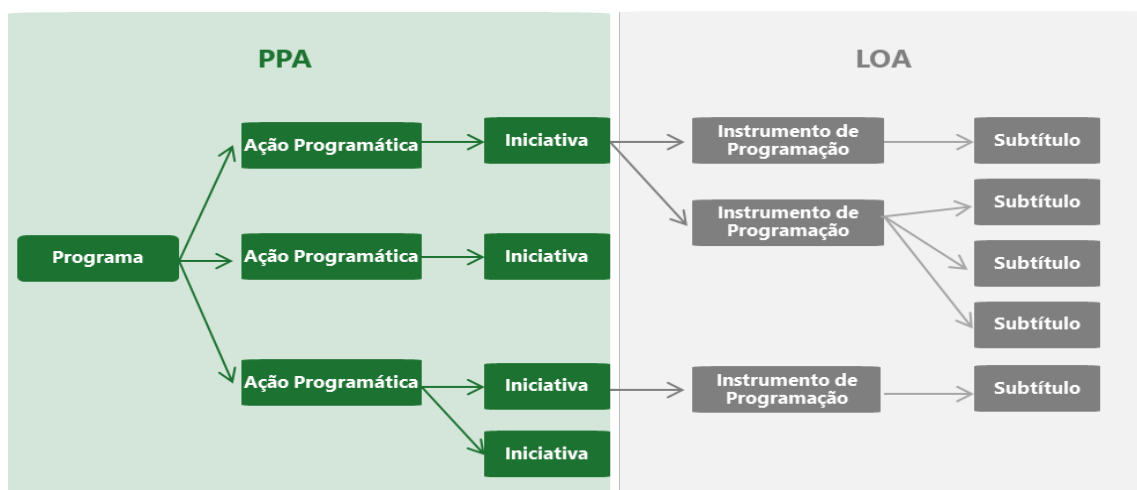 PPA
LOA
Programa
Ação Programática
Iniciativa
Instrumento de
Programação
Subtítulo
Instrumento de
Programação
Subtítulo
Subtítulo
Subtítulo
Ação Programática
Iniciativa
Ação Programática
Iniciativa
Instrumento de
Programação
Subtítulo
Iniciativa